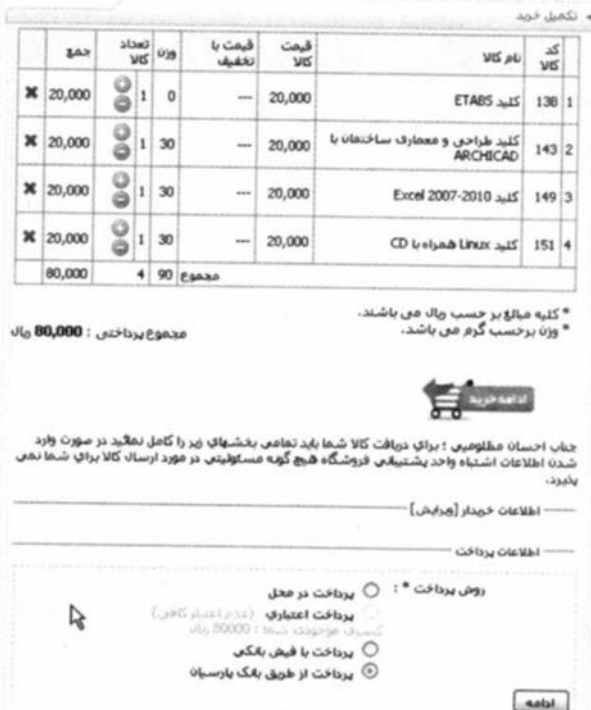 تکمیل خرید
کد کالا	نام کالا	قیمت کالا	قیمت با تخفیف	وزن	تعداد کالا	جمع
1	138	کلید ETABS	20,000	---	0	1	20,000
2	143	کلید طراحی و معماری ساختمان با ARCHICAD	20,000	---	30	1	20,000
3	149	کلید Excel 2007-2010	20,000	---	30	1	20,000
4	151	کلید Linux همراه با CD	20,000	---	30	1	20,000
مجموع	90	4	80,000
* کلیه مبالغ بر حسب ریال می باشند.
* وزن برحسب گرم می باشد.
مجموع پرداختی : 80,000 ریال
ادامه خرید
جناب احسان مظلومی ؛ برای دریافت کالا شما باید تمامی بخشهای زیر را کامل نمائید در صورت وارد
شدن اطلاعات اشتباه واحد پشتیبانی فروشگاه هیچ گونه مسئولیتی در مورد ارسال کالا برای شما نمی
پذیرد.
اطلاعات خریدار [ویرایش]
اطلاعات پرداخت
روش پرداخت * :
پرداخت در محل
پرداخت اعتباری (عدم اعتبار کافی)
کسری موجودی شما : 80000 ریال
پرداخت با فیش بانکی
پرداخت از طریق بانک پارسیان
ادامه